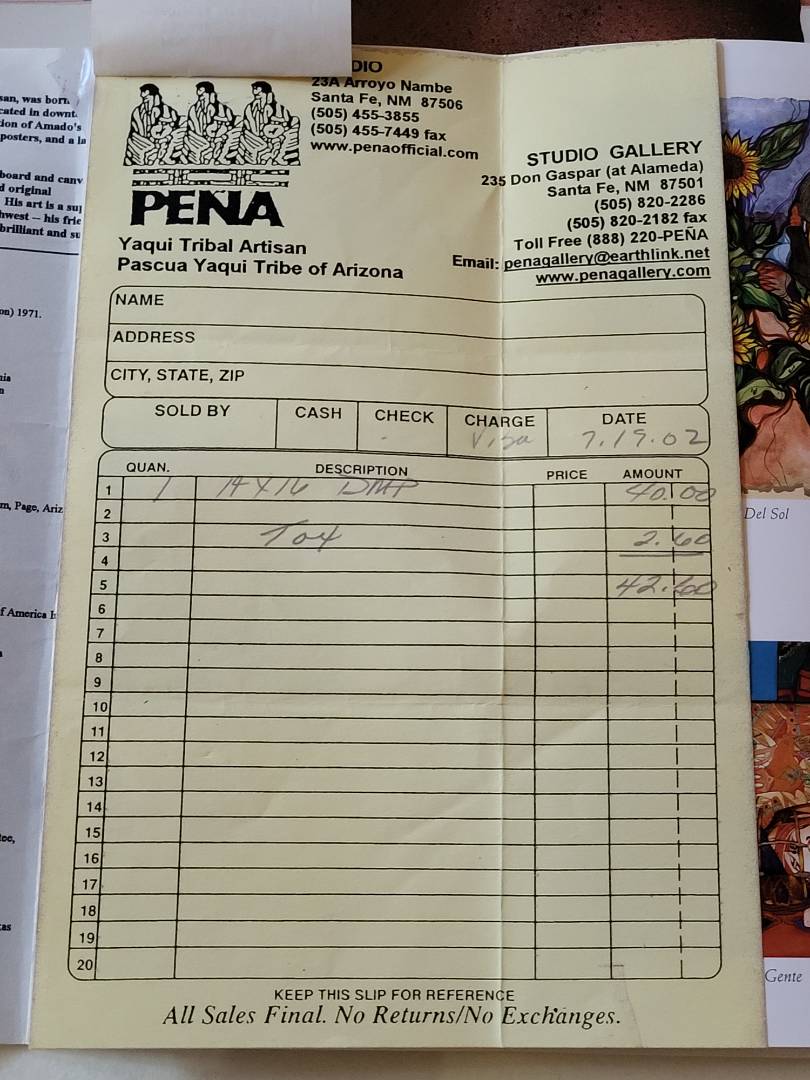 DIO
23A Arroyo Nambe
Santa Fe, NM 87506
(505) 455-3855
(505) 455-7449 fax
www.penaofficial.com
PEÑA
Yaqui Tribal Artisan
Pascua Yaqui Tribe of Arizona
STUDIO GALLERY
235 Don Gaspar (at Alameda)
Santa Fe, NM 87501
(505) 820-2286
(505) 820-2182 fax
Toll Free (888) 220-PEÑA
Email: penagallery@earthlink.net
www.penagallery.com
NAME
ADDRESS
CITY, STATE, ZIP
SOLD BY CASH CHECK CHARGE DATE
Visa 7.19.02
QUAN. DESCRIPTION PRICE AMOUNT
1 1 14X16 DMP 40.00
2
3 Tax 2.60
4
5 42.60
6
7
8
9
10
11
12
13
14
15
16
17
18
19
20
KEEP THIS SLIP FOR REFERENCE
All Sales Final. No Returns/No Exchanges.
san, was born
cated in downt
ion of Amado's
posters, and a la
board and canv
d original
His art is a sup
hwest – his frie
brilliant and su
on) 1971.
m, Page, Ariz
f America I
Del Sol
Gente